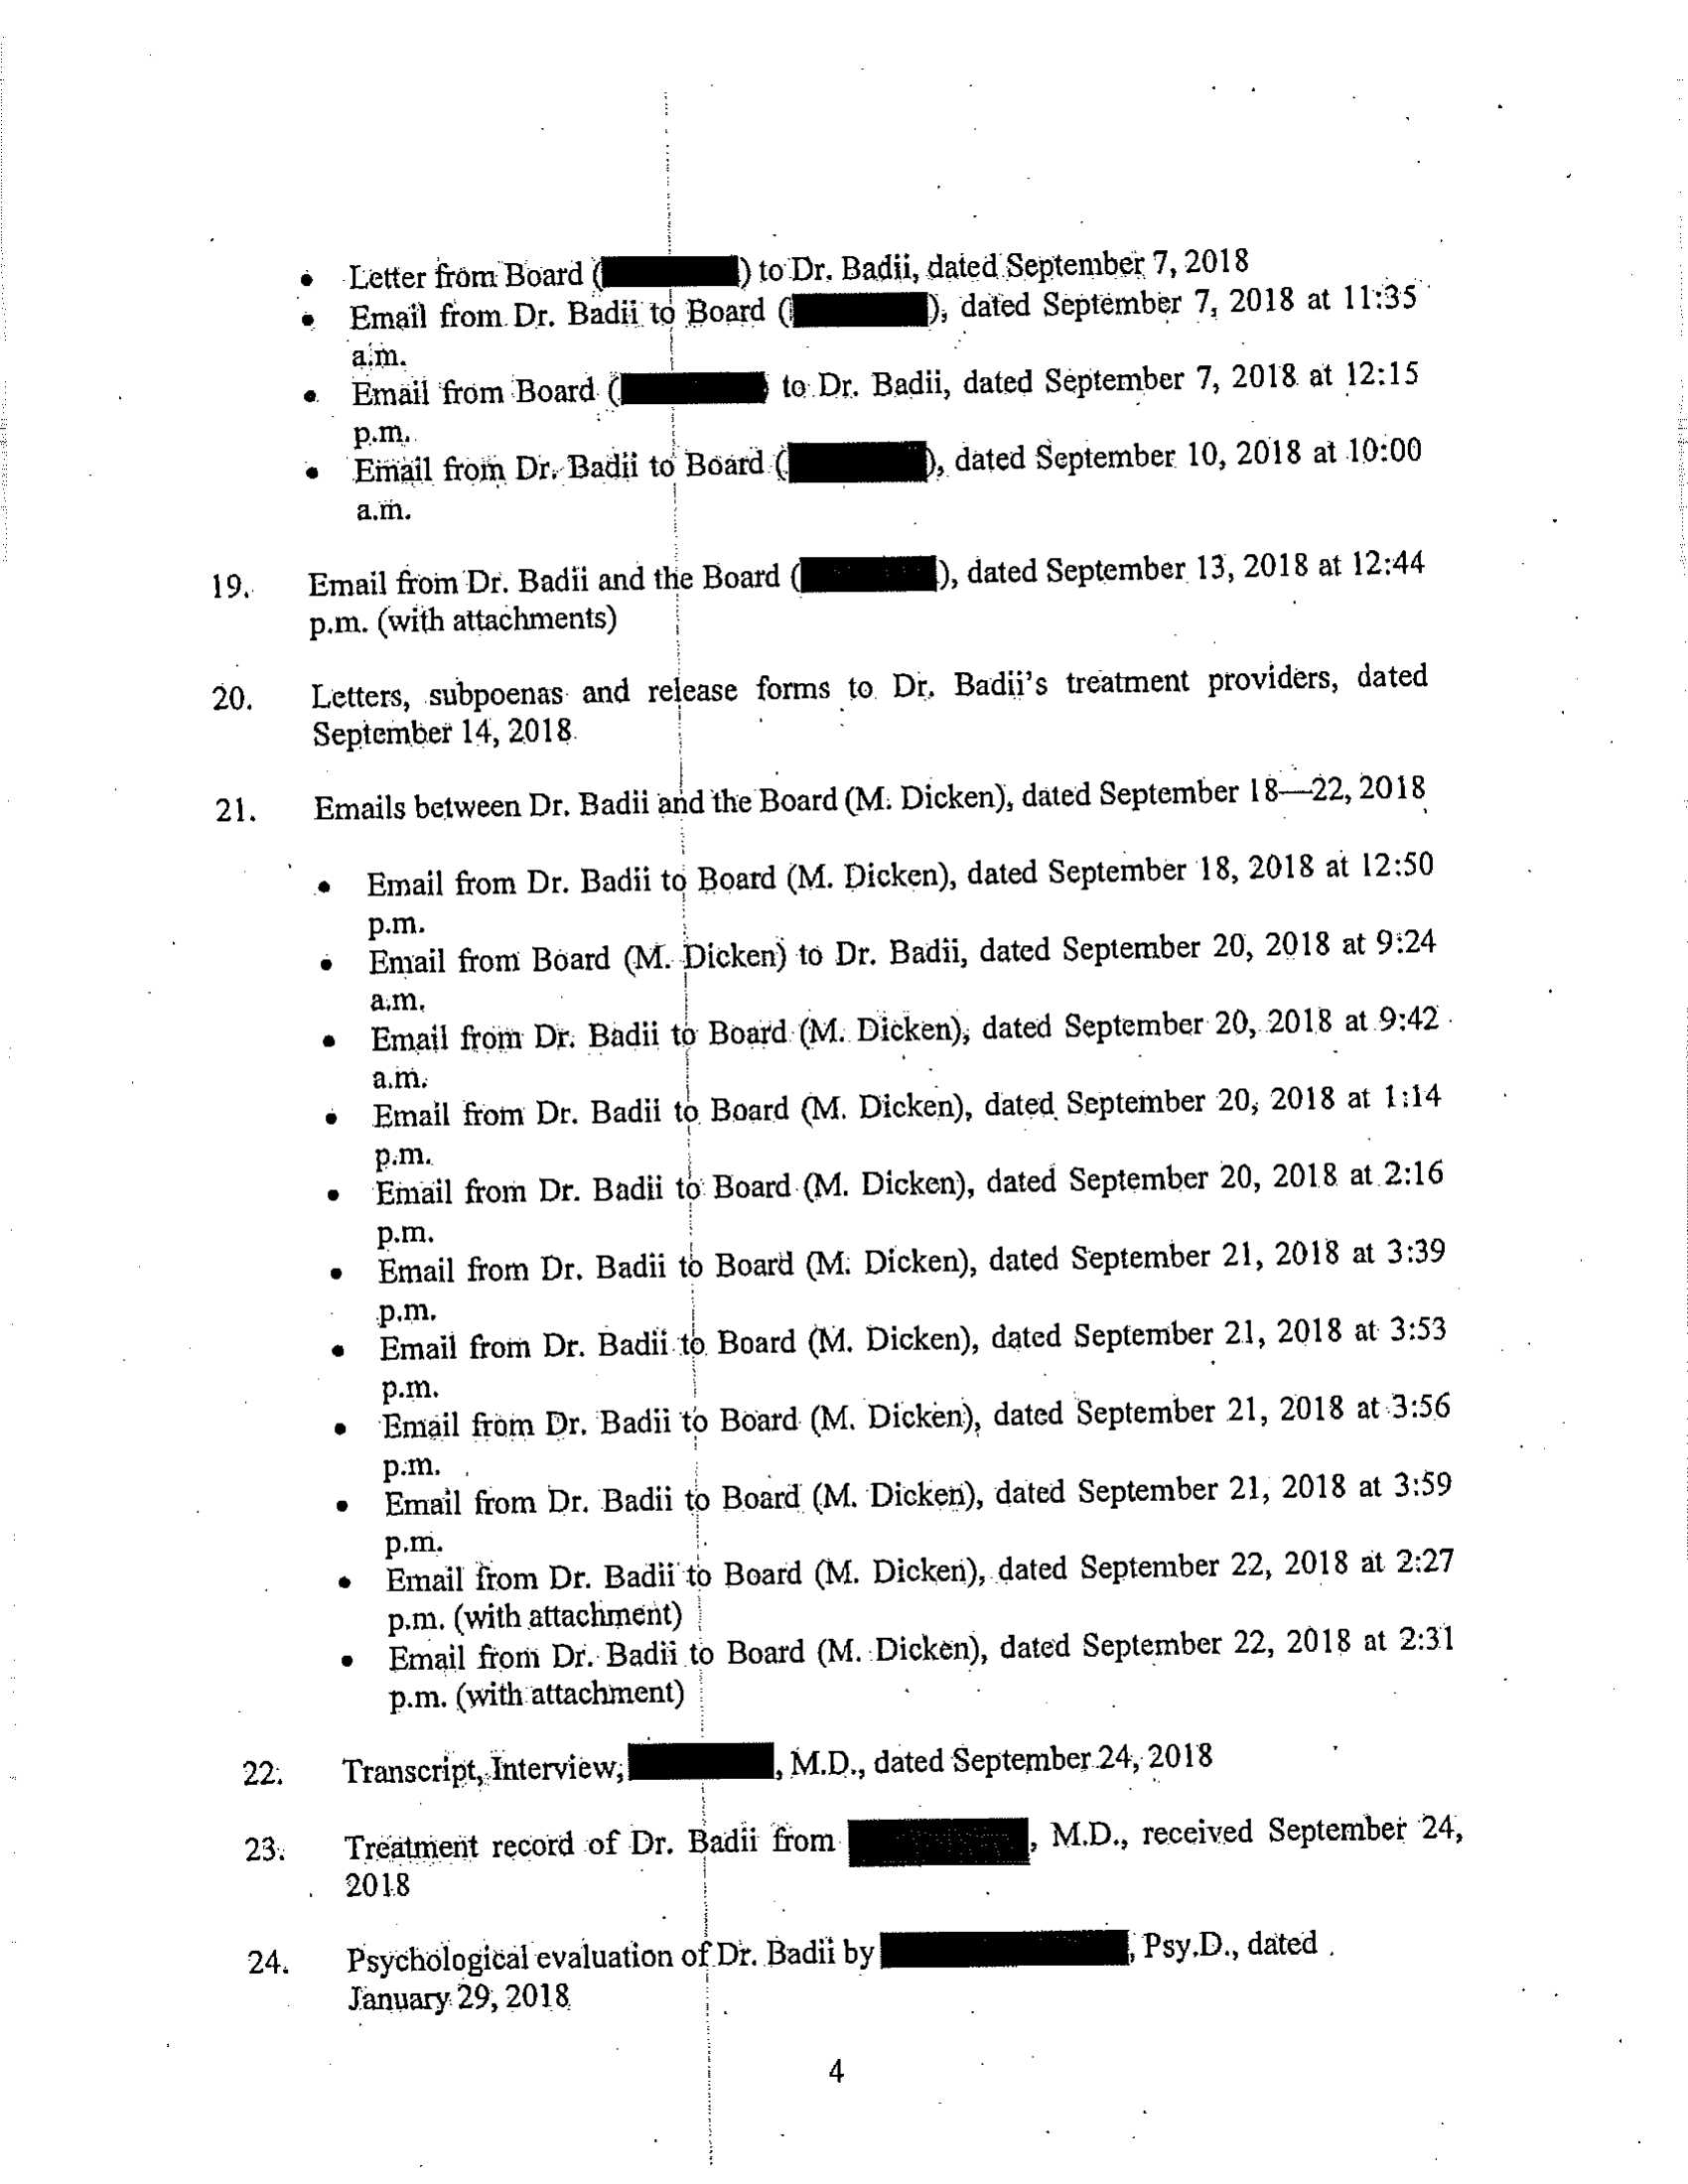 • Letter from Board () to Dr. Badii, dated September 7, 2018
• Email from Dr. Badii to Board (), dated September 7, 2018 at 11:35
a.m.
• Email from Board ( to Dr. Badii, dated September 7, 2018 at 12:15
p.m.
• Email from Dr. Badii to Board (), dated September 10, 2018 at 10:00
a.m.
19. Email from Dr. Badii and the Board (), dated September 13, 2018 at 12:44
p.m. (with attachments)
20. Letters, subpoenas and release forms to Dr. Badii's treatment providers, dated
September 14, 2018
21. Emails between Dr. Badii and the Board (M. Dicken), dated September 18—22, 2018
• Email from Dr. Badii to Board (M. Dicken), dated September 18, 2018 at 12:50
p.m.
• Email from Board (M. Dicken) to Dr. Badii, dated September 20, 2018 at 9:24
a.m.
• Email from Dr. Badii to Board (M. Dicken), dated September 20, 2018 at 9:42
a.m.
• Email from Dr. Badii to Board (M. Dicken), dated September 20, 2018 at 1:14
p.m.
• Email from Dr. Badii to Board (M. Dicken), dated September 20, 2018 at 2:16
p.m.
• Email from Dr. Badii to Board (M. Dicken), dated September 21, 2018 at 3:39
p.m.
• Email from Dr. Badii to Board (M. Dicken), dated September 21, 2018 at 3:53
p.m.
• Email from Dr. Badii to Board (M. Dicken), dated September 21, 2018 at 3:56
p.m.
• Email from Dr. Badii to Board (M. Dicken), dated September 21, 2018 at 3:59
p.m.
• Email from Dr. Badii to Board (M. Dicken), dated September 22, 2018 at 2:27
p.m. (with attachment)
• Email from Dr. Badii to Board (M. Dicken), dated September 22, 2018 at 2:31
p.m. (with attachment)
22. Transcript, Interview, , M.D., dated September 24, 2018
23. Treatment record of Dr. Badii from , M.D., received September 24,
2018
24. Psychological evaluation of Dr. Badii by , Psy.D., dated
January 29, 2018
4